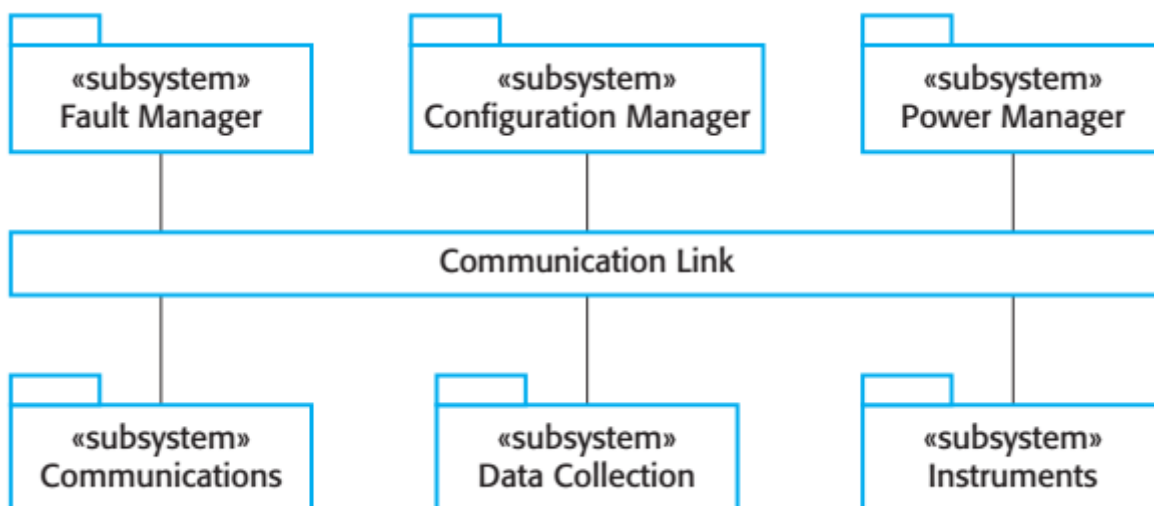 «subsystem»
Fault Manager
«subsystem»
Configuration Manager
«subsystem»
Power Manager
Communication Link
«subsystem»
Communications
«subsystem»
Data Collection
«subsystem»
Instruments